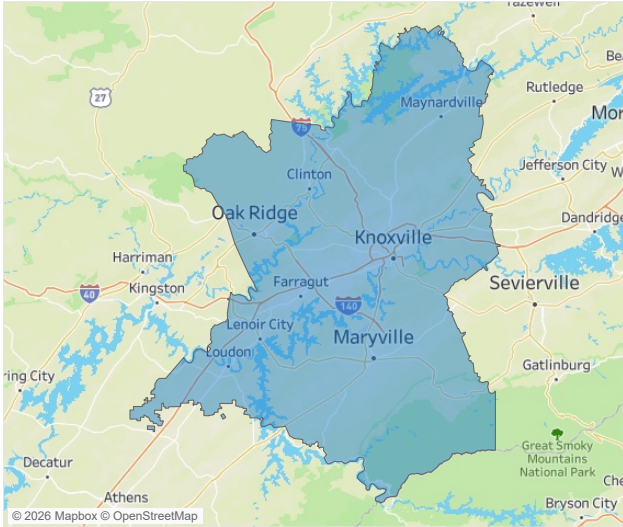 Tazewell
27
Be
Rutledge
Maynardville
Mor
75
Jefferson City
W
Clinton
Oak Ridge
Dandridge
Knoxville
Harriman
Kingston
40
Farragut
Sevierville
140
Lenoir City
Maryville
Loudon
Gatlinburg
ring City
Great Smoky
Mountains
National Park
Decatur
Che
Athens
Bryson City
© 2026 Mapbox © OpenStreetMap